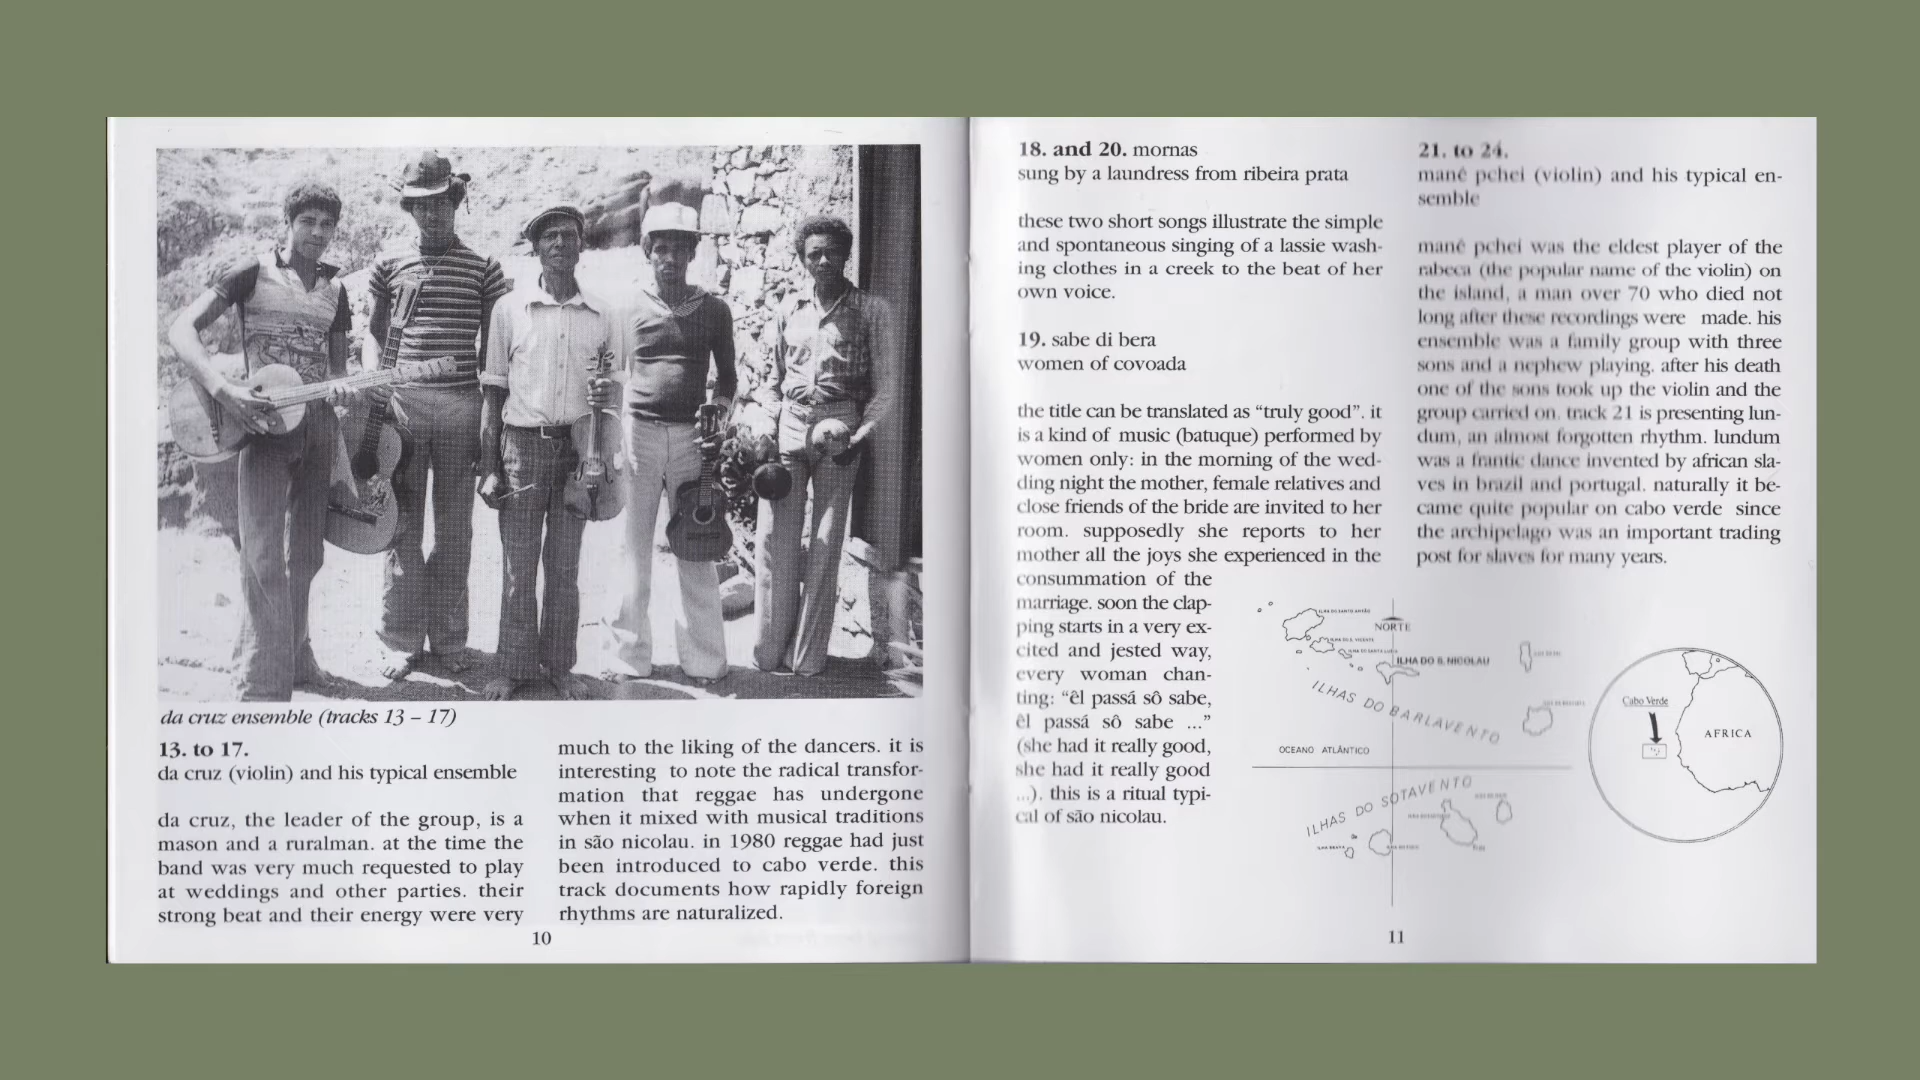 da cruz ensemble (tracks 13 – 17)
13. to 17.
da cruz (violin) and his typical ensemble
da cruz, the leader of the group, is a
mason and a ruralman. at the time the
band was very much requested to play
at weddings and other parties. their
strong beat and their energy were very
much to the liking of the dancers. it is
interesting to note the radical transfor-
mation that reggae has undergone
when it mixed with musical traditions
in são nicolau. in 1980 reggae had just
been introduced to cabo verde. this
track documents how rapidly foreign
rhythms are naturalized.
10
18. and 20. mornas
sung by a laundress from ribeira prata
these two short songs illustrate the simple
and spontaneous singing of a lassie wash-
ing clothes in a creek to the beat of her
own voice.
19. sabe di bera
women of covoada
the title can be translated as “truly good”. it
is a kind of music (batuque) performed by
women only: in the morning of the wed-
ding night the mother, female relatives and
close friends of the bride are invited to her
room. supposedly she reports to her
mother all the joys she experienced in the
consummation of the
marriage. soon the clap-
ping starts in a very ex-
cited and jested way,
every woman chan-
ting: “êl passá sô sabe,
êl passá sô sabe ...”
(she had it really good,
she had it really good
...). this is a ritual typi-
cal of são nicolau.
21. to 24.
mané pchei (violin) and his typical en-
semble
mané pchei was the eldest player of the
rabeca (the popular name of the violin) on
the island, a man over 70 who died not
long after these recordings were made. his
ensemble was a family group with three
sons and a nephew playing. after his death
one of the sons took up the violin and the
group carried on. track 21 is presenting lun-
dum, an almost forgotten rhythm. lundum
was a frantic dance invented by african sla-
ves in brazil and portugal. naturally it be-
came quite popular on cabo verde since
the archipelago was an important trading
post for slaves for many years.
ILHA DO SANTO ANTÃO
NORTE
ILHA DO S. VICENTE
ILHA DO SANTA LUZIA
ILHA DO S. NICOLAU
ILHAS DO BARLAVENTO
OCEANO ATLÂNTICO
ILHAS DO SOTAVENTO
Cabo Verde
AFRICA
11